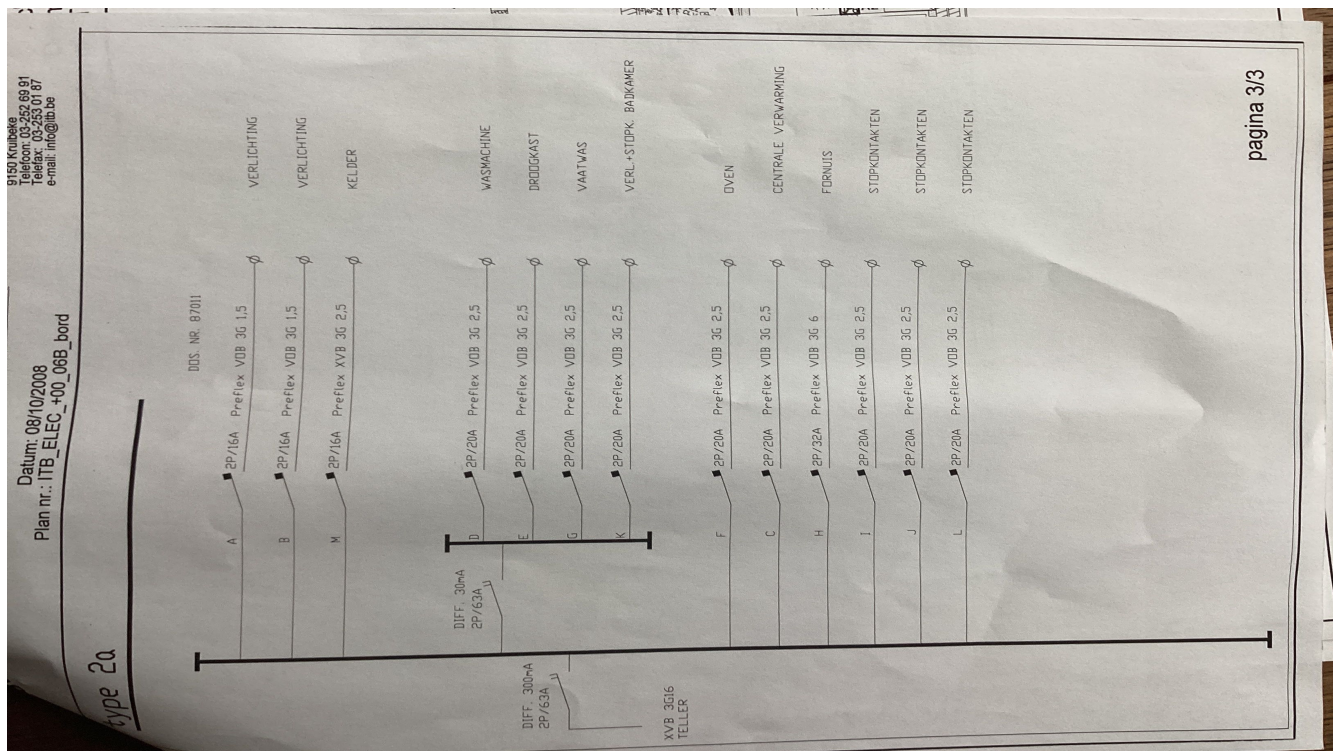 9150 Kruibeke
Telefoon: 03-252 69 91
Telefax: 03-253 01 87
e-mail: info@itb.be
Datum: 08/10/2008
Plan nr.: ITB_ELEC_+00_06B_bord
type 2a
DOS. NR. 87011
A 2P/16A Preflex VOB 3G 1,5 VERLICHTING
B 2P/16A Preflex VOB 3G 1,5 VERLICHTING
M 2P/16A Preflex XVB 3G 2,5 KELDER
DIFF. 30mA
2P/63A
D 2P/20A Preflex VOB 3G 2,5 WASMACHINE
E 2P/20A Preflex VOB 3G 2,5 DROOGKAST
G 2P/20A Preflex VOB 3G 2,5 VAATWAS
K 2P/20A Preflex VOB 3G 2,5 VERL.+STOPK. BADKAMER
DIFF. 300mA
2P/63A
XVB 3G16
TELLER
F 2P/20A Preflex VOB 3G 2,5 OVEN
C 2P/20A Preflex VOB 3G 2,5 CENTRALE VERWARMING
H 2P/32A Preflex VOB 3G 6 FORNUIS
I 2P/20A Preflex VOB 3G 2,5 STOPKONTAKTEN
J 2P/20A Preflex VOB 3G 2,5 STOPKONTAKTEN
L 2P/20A Preflex VOB 3G 2,5 STOPKONTAKTEN
pagina 3/3